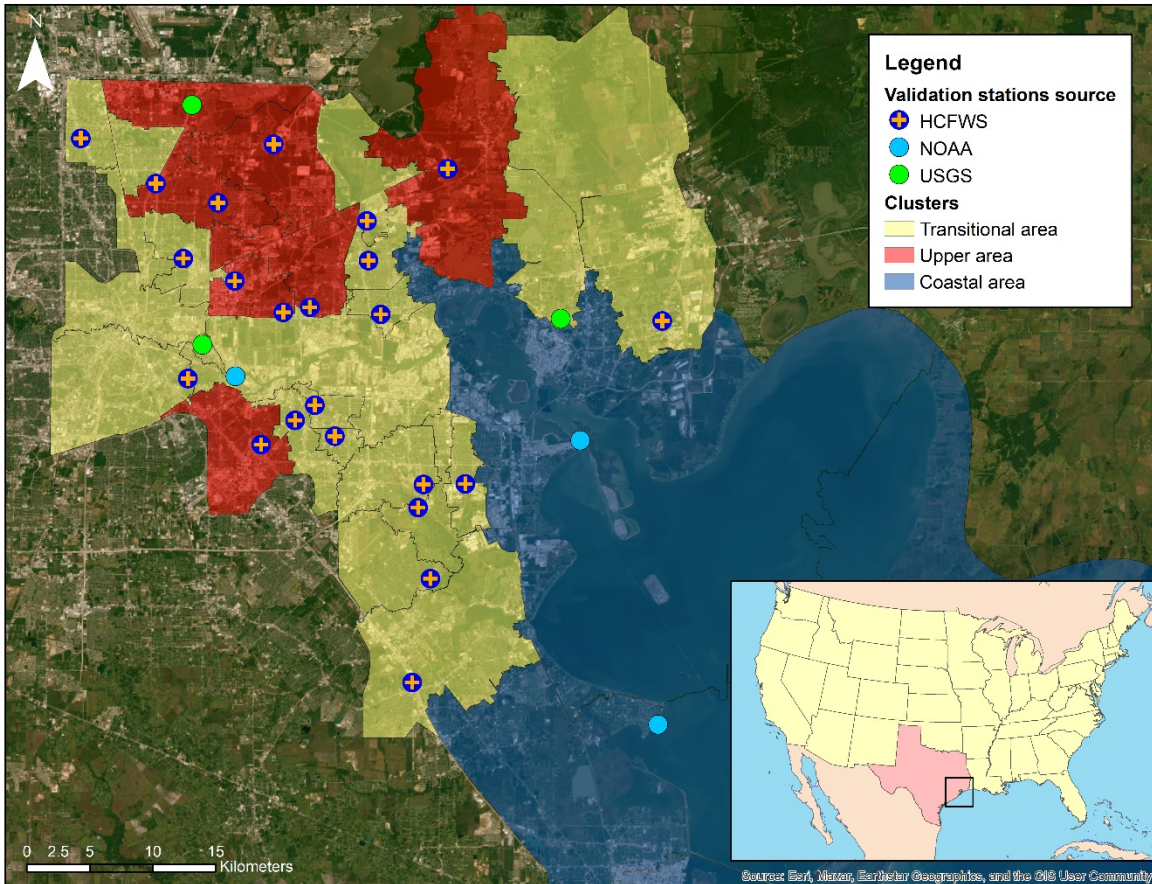 N
Legend
Validation stations source
HCFWS
NOAA
USGS
Clusters
Transitional area
Upper area
Coastal area
0 2.5 5 10 15
Kilometers
Source: Esri, Maxar, Earthstar Geographics, and the GIS User Community